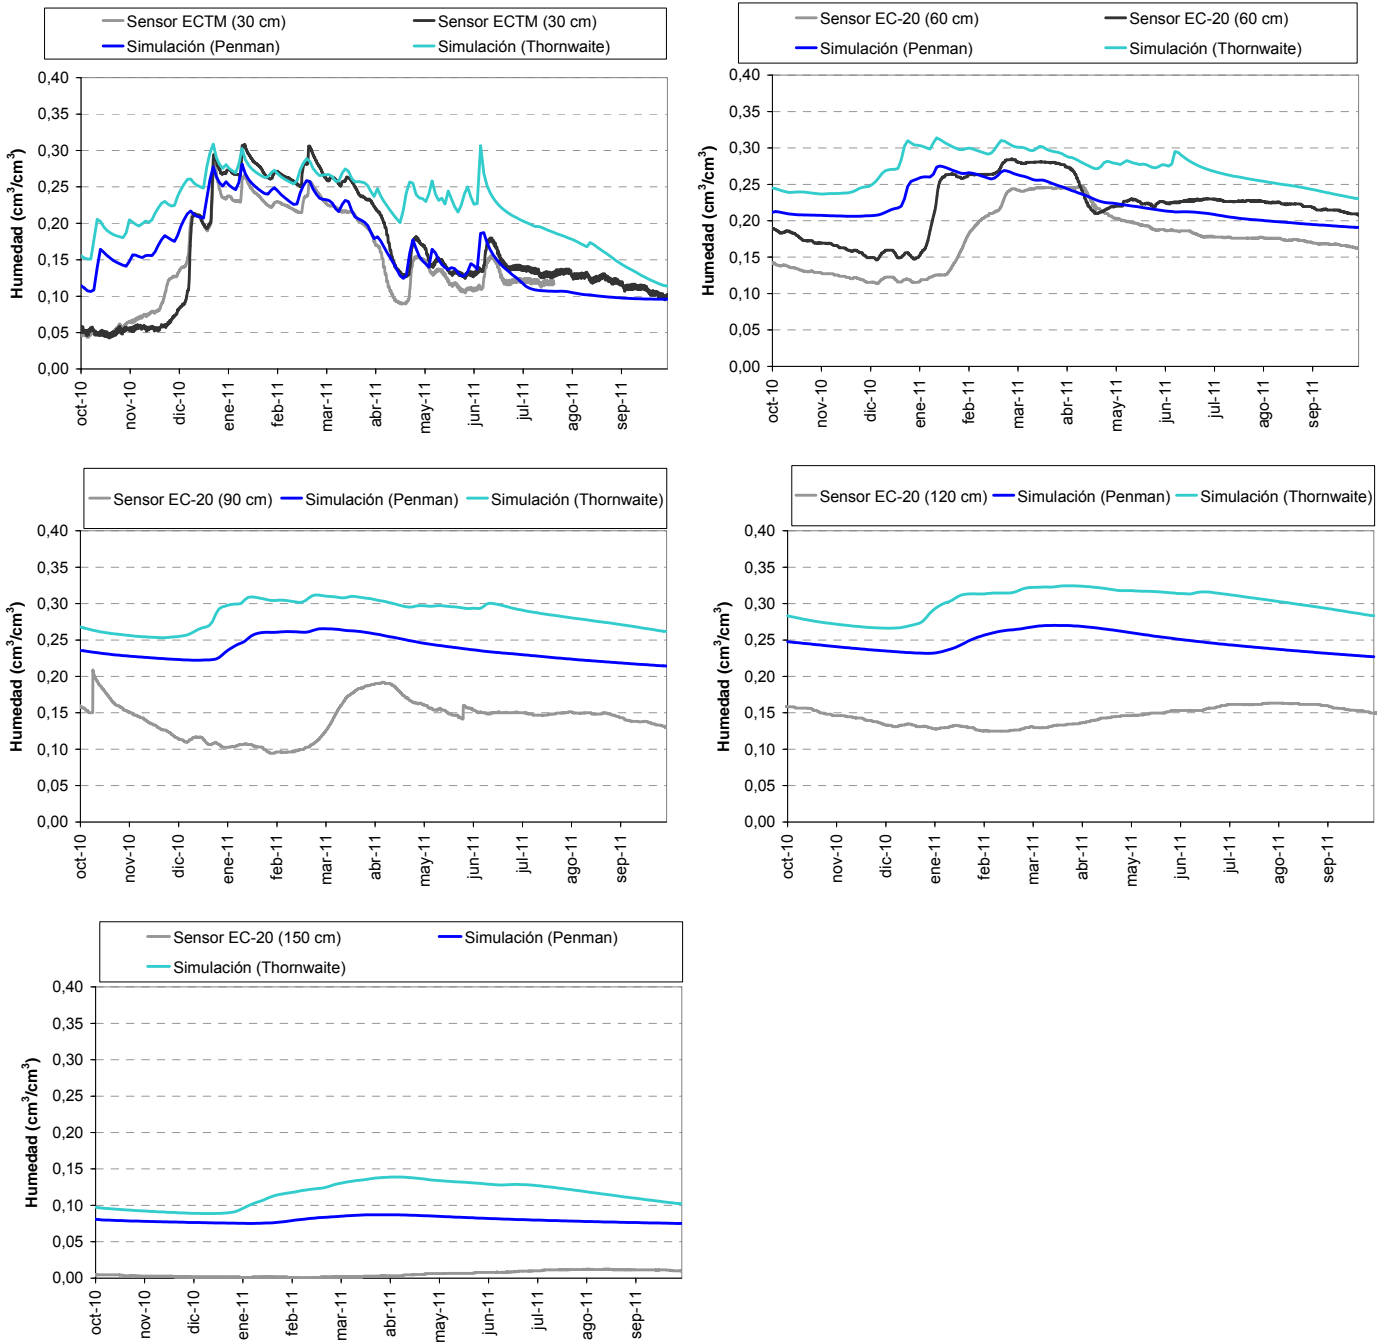 Sensor ECTM (30 cm) Sensor ECTM (30 cm)
Simulación (Penman) Simulación (Thornwaite)
Humedad (cm³/cm³)
0,40
0,35
0,30
0,25
0,20
0,15
0,10
0,05
0,00
oct-10 nov-10 dic-10 ene-11 feb-11 mar-11 abr-11 may-11 jun-11 jul-11 ago-11 sep-11
Sensor EC-20 (60 cm) Sensor EC-20 (60 cm)
Simulación (Penman) Simulación (Thornwaite)
Humedad (cm³/cm³)
0,40
0,35
0,30
0,25
0,20
0,15
0,10
0,05
0,00
oct-10 nov-10 dic-10 ene-11 feb-11 mar-11 abr-11 may-11 jun-11 jul-11 ago-11 sep-11
Sensor EC-20 (90 cm) Simulación (Penman) Simulación (Thornwaite)
Humedad (cm³/cm³)
0,40
0,35
0,30
0,25
0,20
0,15
0,10
0,05
0,00
oct-10 nov-10 dic-10 ene-11 feb-11 mar-11 abr-11 may-11 jun-11 jul-11 ago-11 sep-11
Sensor EC-20 (120 cm) Simulación (Penman) Simulación (Thornwaite)
Humedad (cm³/cm³)
0,40
0,35
0,30
0,25
0,20
0,15
0,10
0,05
0,00
oct-10 nov-10 dic-10 ene-11 feb-11 mar-11 abr-11 may-11 jun-11 jul-11 ago-11 sep-11
Sensor EC-20 (150 cm) Simulación (Penman)
Simulación (Thornwaite)
Humedad (cm³/cm³)
0,40
0,35
0,30
0,25
0,20
0,15
0,10
0,05
0,00
oct-10 nov-10 dic-10 ene-11 feb-11 mar-11 abr-11 may-11 jun-11 jul-11 ago-11 sep-11